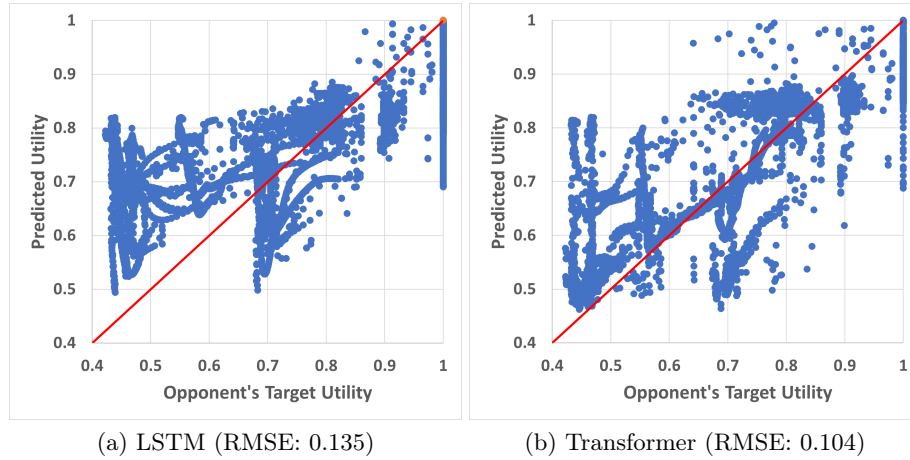 1
0.9
0.8
0.7
0.6
0.5
0.4
0.4 0.5 0.6 0.7 0.8 0.9 1
Predicted Utility
Opponent's Target Utility
(a) LSTM (RMSE: 0.135)
1
0.9
0.8
0.7
0.6
0.5
0.4
0.4 0.5 0.6 0.7 0.8 0.9 1
Predicted Utility
Opponent's Target Utility
(b) Transformer (RMSE: 0.104)